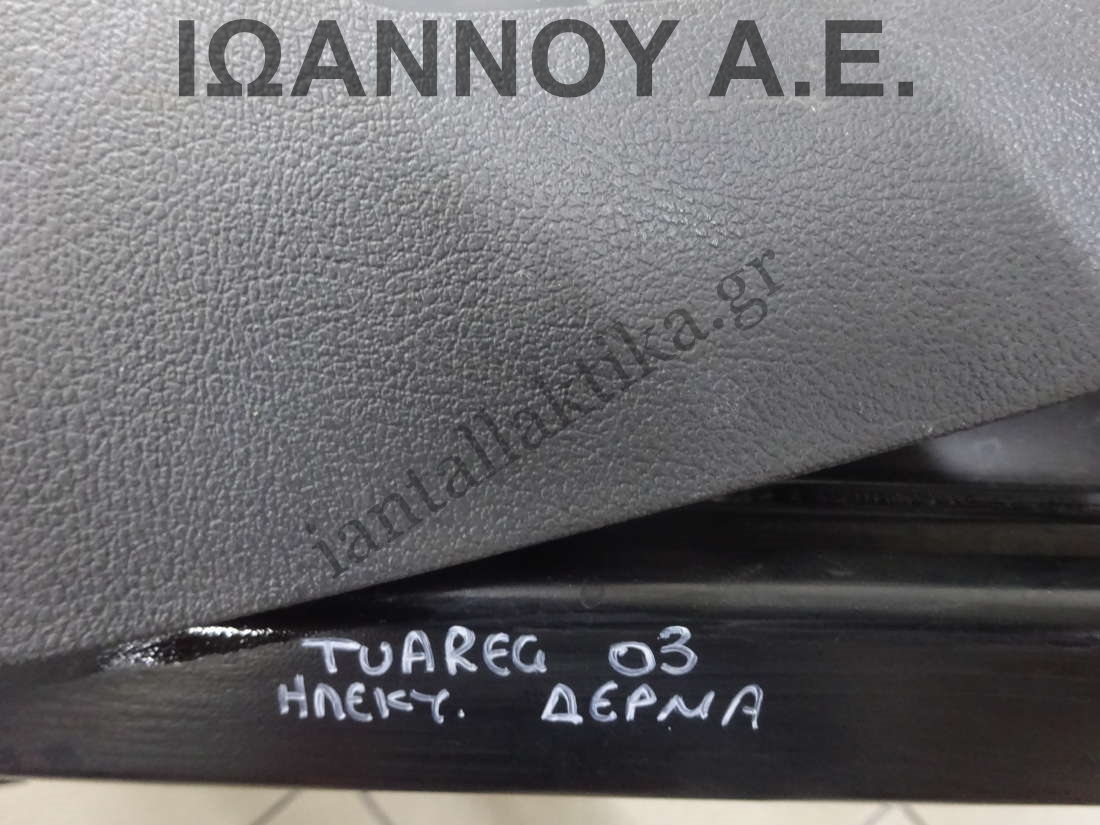 ΙΩΑΝΝΟΥ Α.Ε.
iantallaktika.gr
TUAREG 03
ΗΛΕΚΤ. ΔΕΡΜΑ